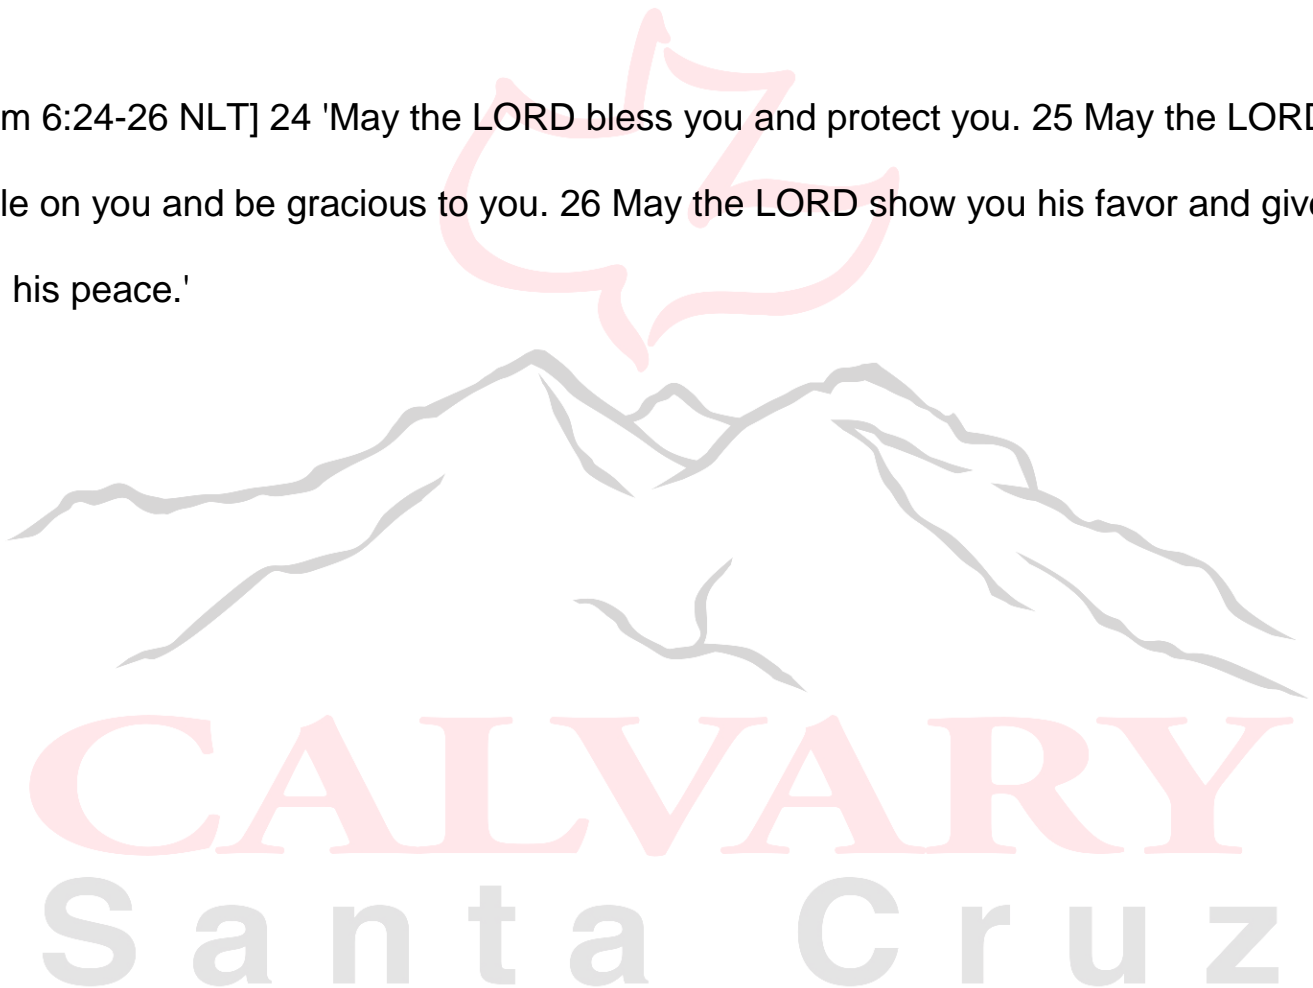 m 6:24-26 NLT] 24 'May the LORD bless you and protect you. 25 May the LORD
le on you and be gracious to you. 26 May the LORD show you his favor and give
his peace.'
CALVARY
Santa Cruz